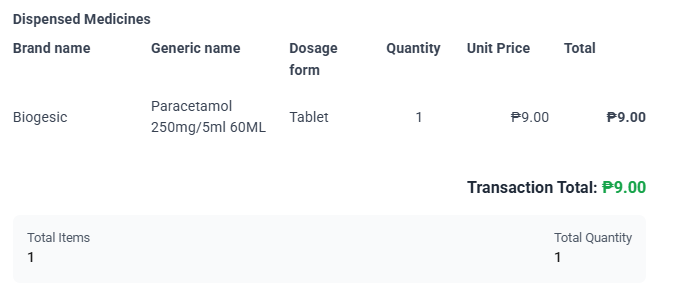 Dispensed Medicines
Brand name Generic name Dosage form Quantity Unit Price Total
Biogesic Paracetamol 250mg/5ml 60ML Tablet 1 ₱9.00 ₱9.00
Transaction Total: ₱9.00
Total Items Total Quantity
1 1